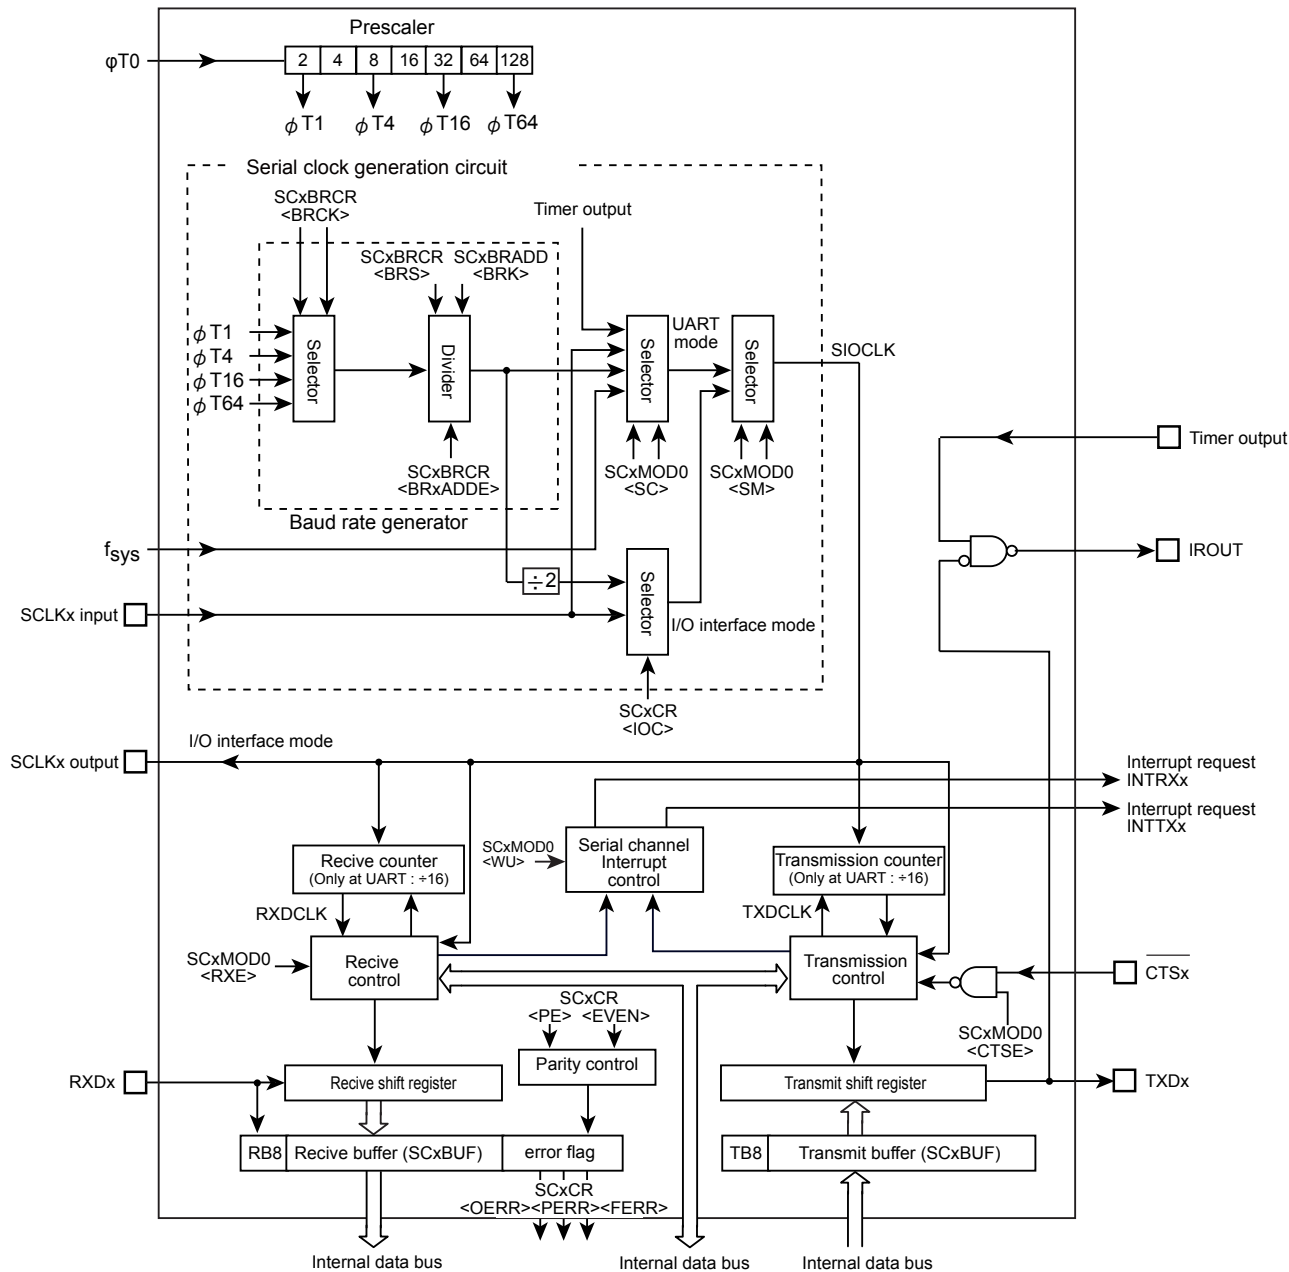 Prescaler
φT0
2 4 8 16 32 64 128
ϕT1 ϕT4 ϕT16 ϕT64
Serial clock generation circuit
SCxBRCR
<BRCK>
Timer output
SCxBRCR
<BRS>
SCxBRADD
<BRK>
ϕT1
ϕT4
ϕT16
ϕT64
Selector
Divider
Selector
UART
mode
Selector
SIOCLK
SCxBRCR
<BRxADDE>
SCxMOD0
<SC>
SCxMOD0
<SM>
Baud rate generator
Timer output
fsys
IROUT
÷2
Selector
SCLKx input
I/O interface mode
SCxCR
<IOC>
I/O interface mode
SCLKx output
Interrupt request
INTRXx
Interrupt request
INTTXx
Recive counter
(Only at UART : ÷16)
SCxMOD0
<WU>
Serial channel
Interrupt
control
Transmission counter
(Only at UART : ÷16)
RXDCLK
TXDCLK
SCxMOD0
<RXE>
Recive
control
Transmission
control
CTSx
SCxCR
<PE> <EVEN>
SCxMOD0
<CTSE>
Parity control
RXDx
Recive shift register
Transmit shift register
TXDx
RB8 Recive buffer (SCxBUF) error flag
TB8 Transmit buffer (SCxBUF)
SCxCR
<OERR><PERR><FERR>
Internal data bus
Internal data bus
Internal data bus